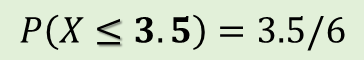 P(X ≤ 3.5) = 3.5/6